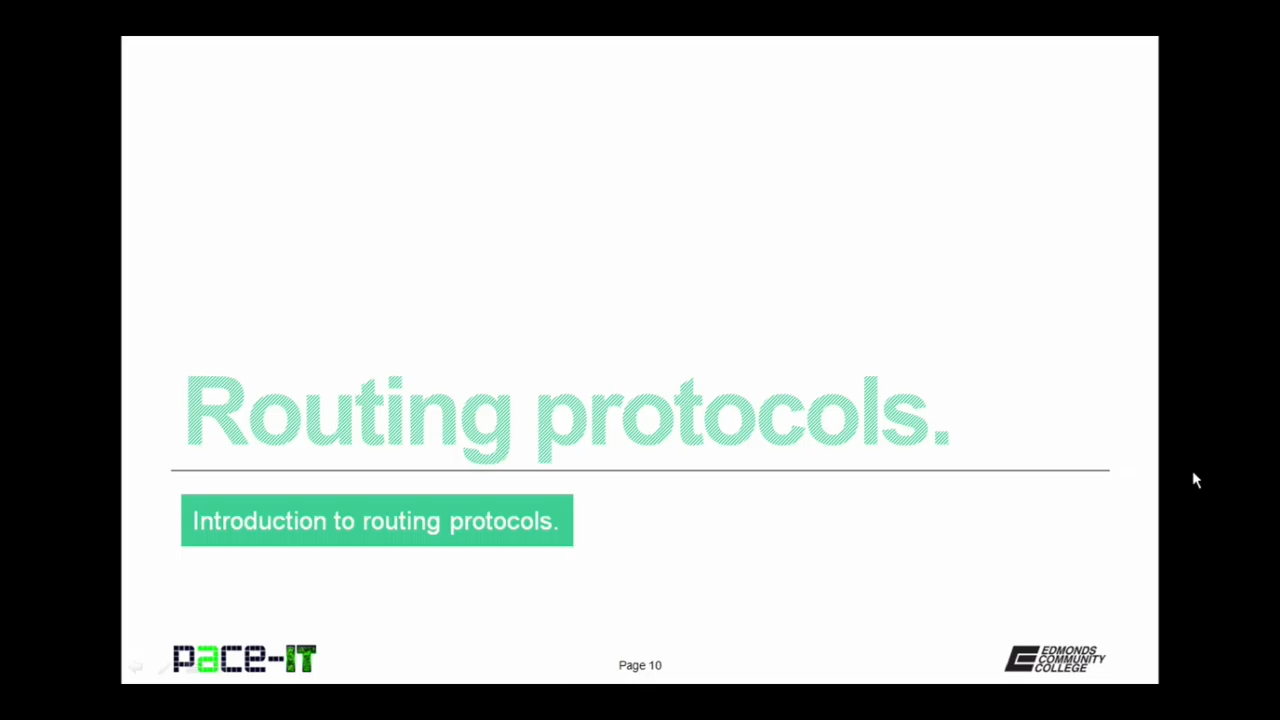 Routing protocols.
Introduction to routing protocols.
pace-IT
Page 10
EDMONDS
COMMUNITY
COLLEGE